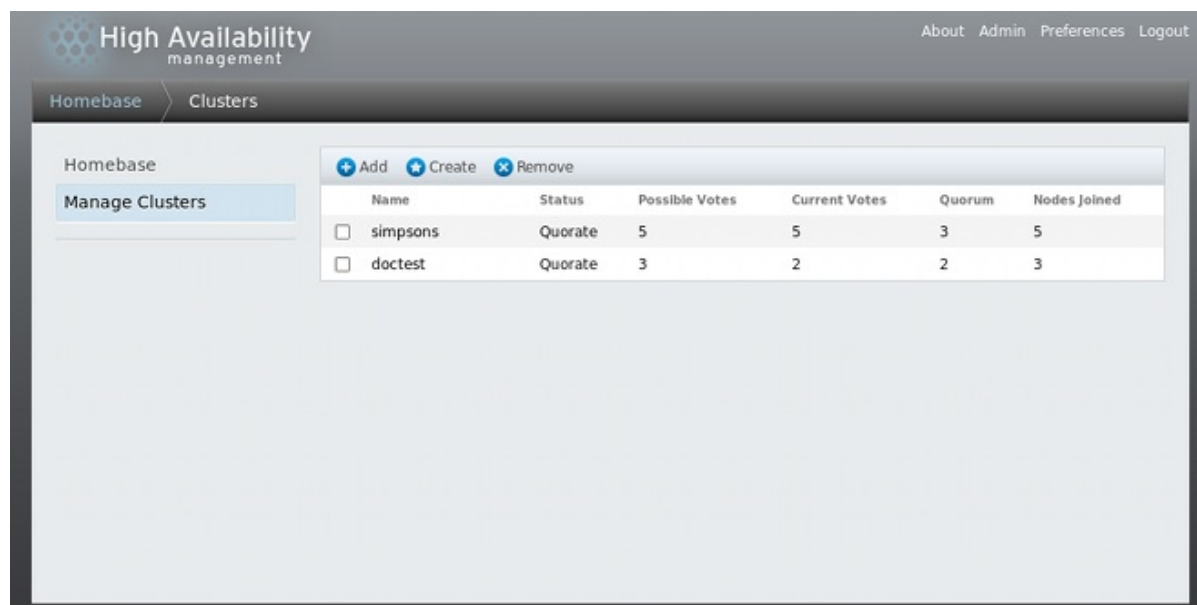 High Availability
management
About Admin Preferences Logout
Homebase Clusters
Homebase
Manage Clusters
Add Create Remove
Name Status Possible Votes Current Votes Quorum Nodes Joined
simpsons Quorate 5 5 3 5
doctest Quorate 3 2 2 3